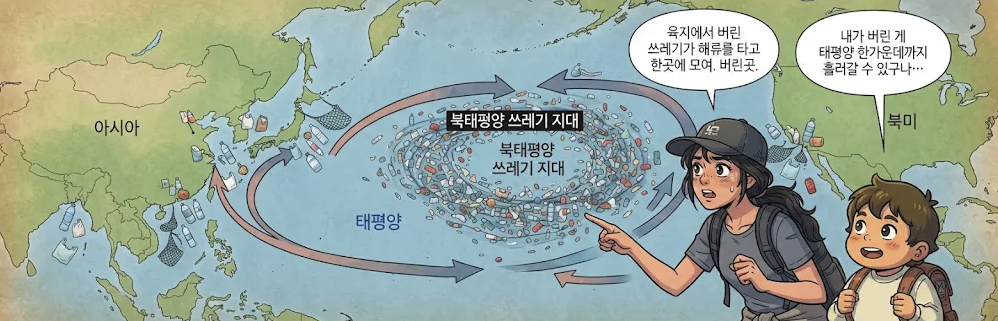 육지에서 버린
쓰레기가 해류를 타고
한곳에 모여. 버린곳.
내가 버린 게
태평양 한가운데까지
흘러갈 수 있구나…
아시아
북미
북태평양 쓰레기 지대
북태평양
쓰레기 지대
태평양